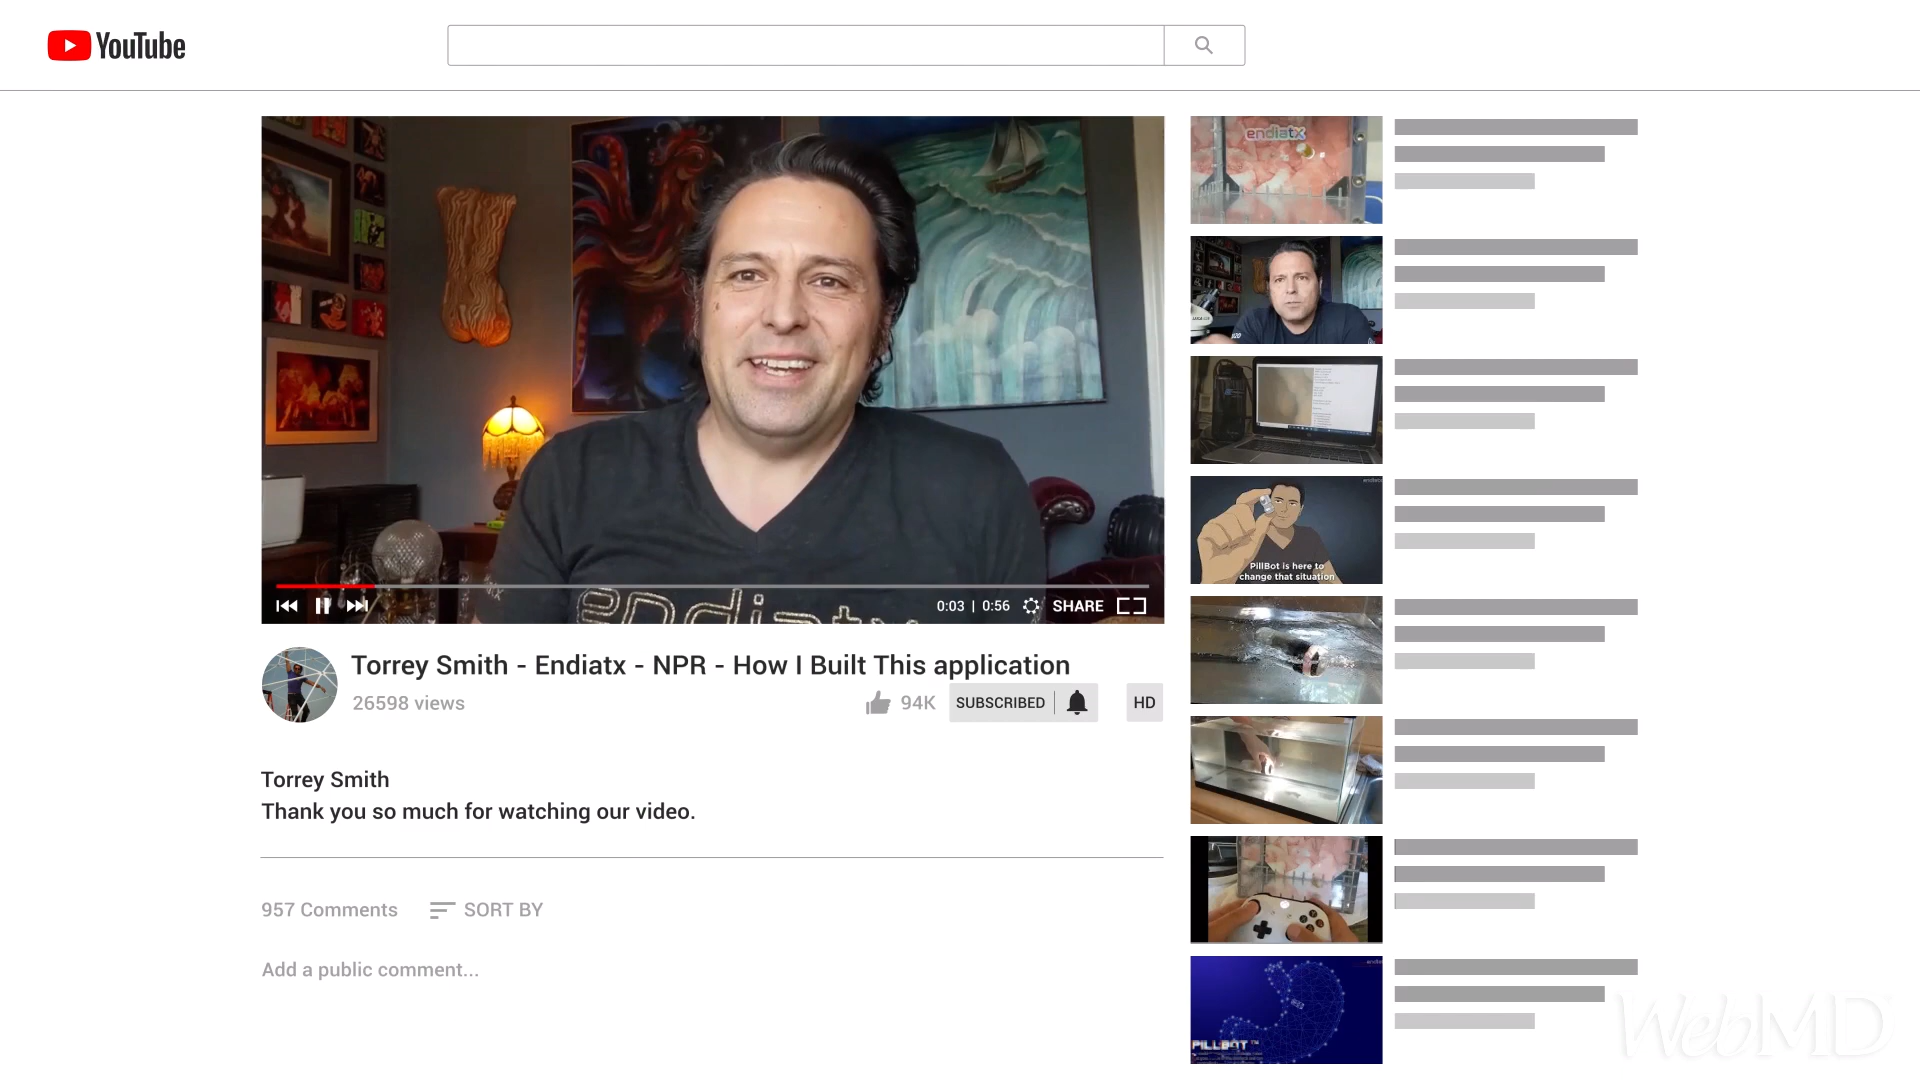 YouTube
endiatx
0:03 | 0:56
SHARE
endiatx
Torrey Smith - Endiatx - NPR - How I Built This application
26598 views
94K
SUBSCRIBED
HD
Torrey Smith
Thank you so much for watching our video.
957 Comments
SORT BY
Add a public comment...
PillBot is here to
change that situation
PILLBOT™
WebMD